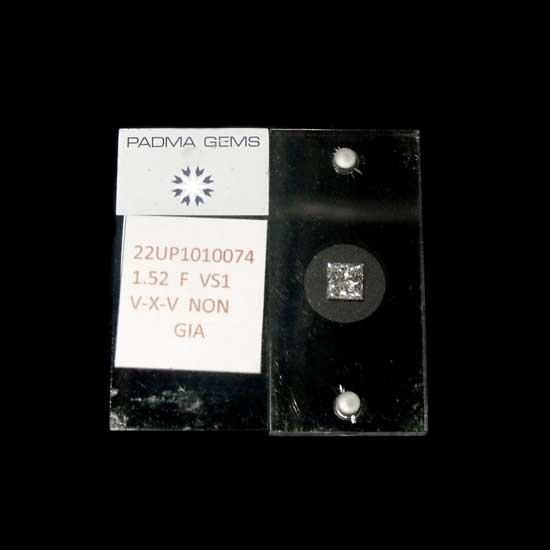 PADMA GEMS
22UP1010074
1.52 F VS1
V-X-V NON
GIA